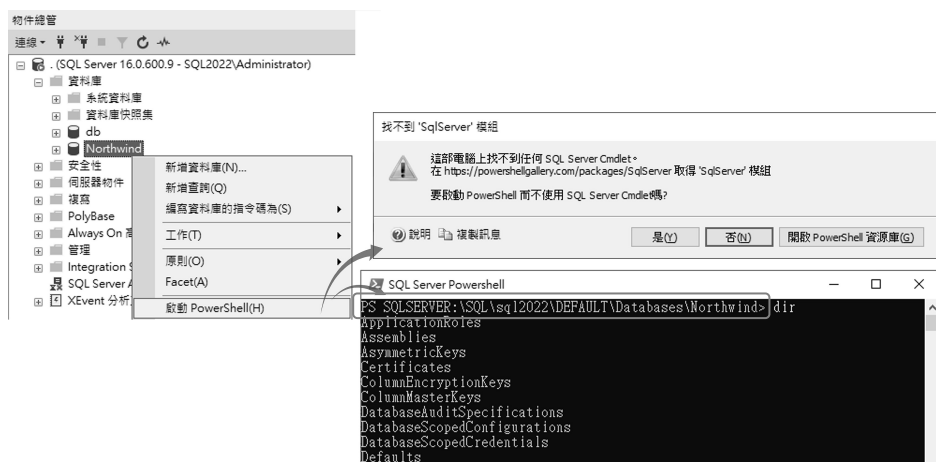 物件總管
連線
. (SQL Server 16.0.600.9 - SQL2022\Administrator)
資料庫
系統資料庫
資料庫快照集
db
Northwind
安全性
伺服器物件
複寫
PolyBase
Always On 高
管理
Integration S
SQL Server A
XEvent 分析
新增資料庫(N)...
新增查詢(Q)
編寫資料庫的指令碼為(S)
工作(T)
原則(O)
Facet(A)
啟動 PowerShell(H)
找不到 'SqlServer' 模組
這部電腦上找不到任何 SQL Server Cmdlet。
在 https://powershellgallery.com/packages/SqlServer 取得 'SqlServer' 模組
要啟動 PowerShell 而不使用 SQL Server Cmdlet嗎?
說明 複製訊息 是(Y) 否(N) 開啟 PowerShell 資源庫(G)
SQL Server Powershell
PS SQLSERVER:\SQL\sql2022\DEFAULT\Databases\Northwind> dir
ApplicationRoles
Assemblies
AsymmetricKeys
Certificates
ColumnEncryptionKeys
ColumnMasterKeys
DatabaseAuditSpecifications
DatabaseScopedConfigurations
DatabaseScopedCredentials
Defaults